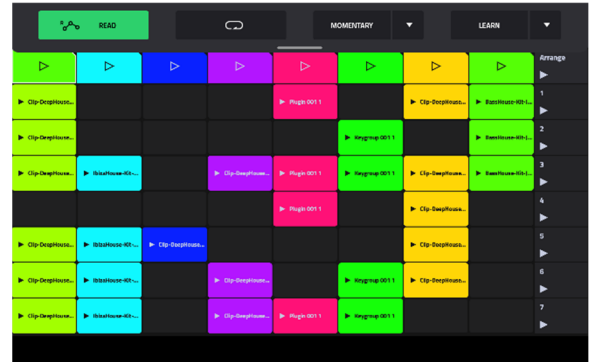 READ MOMENTARY LEARN
Arrange
Clip-DeepHouse... Plugin 001 1 Clip-DeepHouse... BassHouse-Kit-(... 1
Clip-DeepHouse... Keygroup 001 1 BassHouse-Kit-(... 2
Clip-DeepHouse... IbizaHouse-Kit-... Clip-DeepHouse... Plugin 001 1 Keygroup 001 1 Clip-DeepHouse... BassHouse-Kit-(... 3
Plugin 001 1 Clip-DeepHouse... 4
Clip-DeepHouse... IbizaHouse-Kit-... Clip-DeepHouse... Clip-DeepHouse... 5
Clip-DeepHouse... IbizaHouse-Kit-... Clip-DeepHouse... Keygroup 001 1 Clip-DeepHouse... 6
Clip-DeepHouse... IbizaHouse-Kit-... Clip-DeepHouse... Plugin 001 1 Keygroup 001 1 7